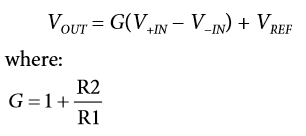 V_OUT = G(V_+IN − V_−IN) + V_REF
where:
G = 1 + R2/R1